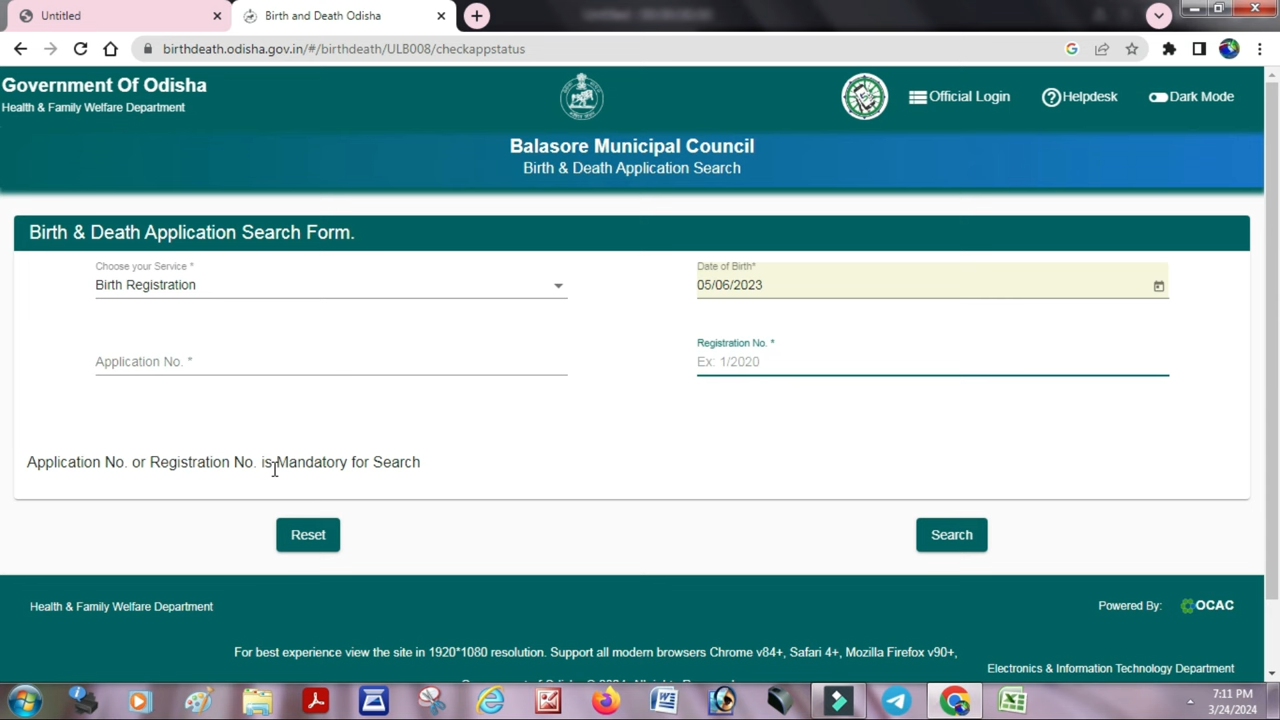 Untitled
Birth and Death Odisha
birthdeath.odisha.gov.in/#/birthdeath/ULB008/checkappstatus
Government Of Odisha
Health & Family Welfare Department
Official Login
Helpdesk
Dark Mode
Balasore Municipal Council
Birth & Death Application Search
Birth & Death Application Search Form.
Choose your Service *
Birth Registration
Date of Birth*
05/06/2023
Application No. *
Registration No. *
Ex: 1/2020
Application No. or Registration No. is Mandatory for Search
Reset
Search
Health & Family Welfare Department
Powered By:
OCAC
For best experience view the site in 1920*1080 resolution. Support all modern browsers Chrome v84+, Safari 4+, Mozilla Firefox v90+,
Electronics & Information Technology Department
7:11 PM
3/24/2024